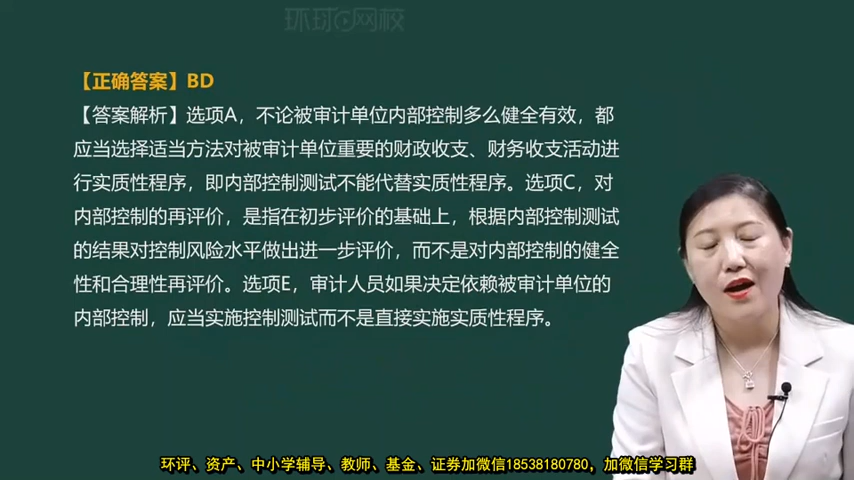 环球网校
【正确答案】BD
【答案解析】选项A，不论被审计单位内部控制多么健全有效，都
应当选择适当方法对被审计单位重要的财政收支、财务收支活动进
行实质性程序，即内部控制测试不能代替实质性程序。选项C，对
内部控制的再评价，是指在初步评价的基础上，根据内部控制测试
的结果对控制风险水平做出进一步评价，而不是对内部控制的健全
性和合理性再评价。选项E，审计人员如果决定依赖被审计单位的
内部控制，应当实施控制测试而不是直接实施实质性程序。
环评、资产、中小学辅导、教师、基金、证券加微信18538180780，加微信学习群